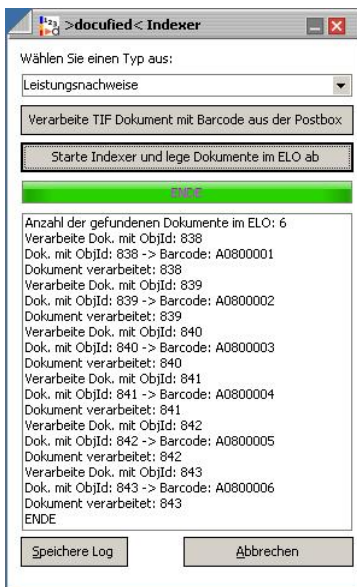 >docufied< Indexer
Wählen Sie einen Typ aus:
Leistungsnachweise
Verarbeite TIF Dokument mit Barcode aus der Postbox
Starte Indexer und lege Dokumente im ELO ab
ENDE
Anzahl der gefundenen Dokumente im ELO: 6
Verarbeite Dok. mit ObjId: 838
Dok. mit ObjId: 838 -> Barcode: A0800001
Dokument verarbeitet: 838
Verarbeite Dok. mit ObjId: 839
Dok. mit ObjId: 839 -> Barcode: A0800002
Dokument verarbeitet: 839
Verarbeite Dok. mit ObjId: 840
Dok. mit ObjId: 840 -> Barcode: A0800003
Dokument verarbeitet: 840
Verarbeite Dok. mit ObjId: 841
Dok. mit ObjId: 841 -> Barcode: A0800004
Dokument verarbeitet: 841
Verarbeite Dok. mit ObjId: 842
Dok. mit ObjId: 842 -> Barcode: A0800005
Dokument verarbeitet: 842
Verarbeite Dok. mit ObjId: 843
Dok. mit ObjId: 843 -> Barcode: A0800006
Dokument verarbeitet: 843
ENDE
Speichere Log
Abbrechen